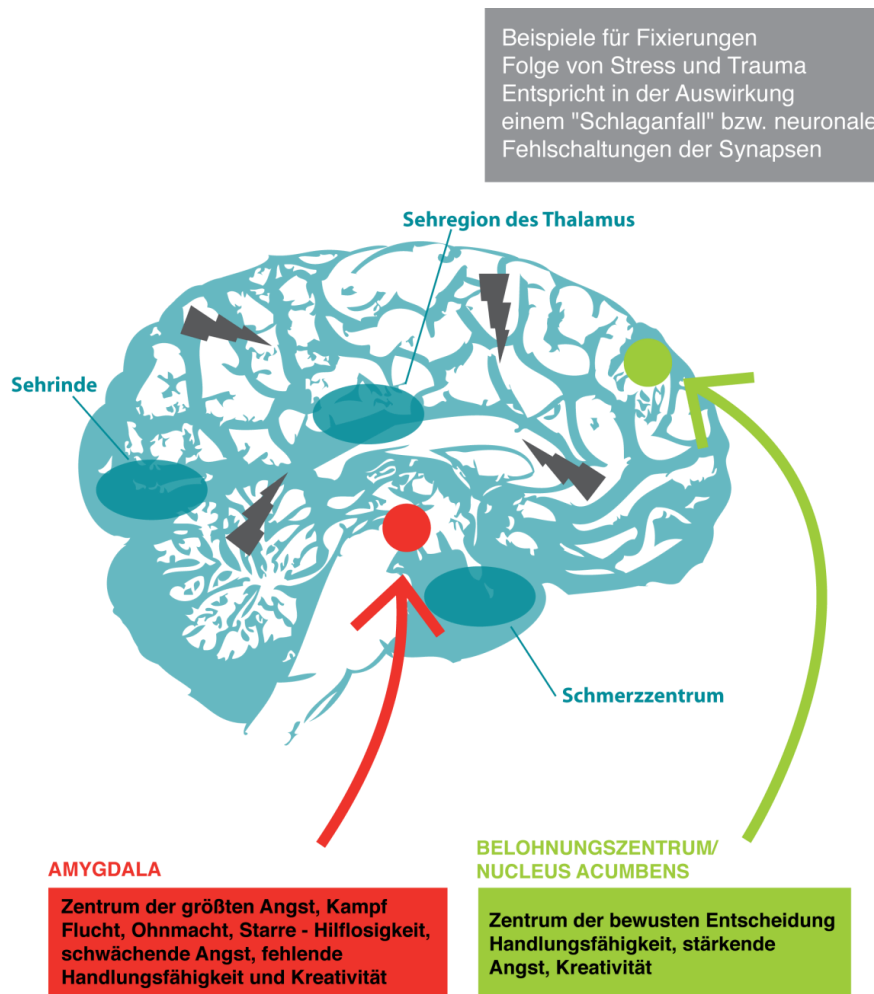 Beispiele für Fixierungen
Folge von Stress und Trauma
Entspricht in der Auswirkung
einem "Schlaganfall" bzw. neuronale
Fehlschaltungen der Synapsen
Sehregion des Thalamus
Sehrinde
Schmerzzentrum
AMYGDALA
Zentrum der größten Angst, Kampf
Flucht, Ohnmacht, Starre - Hilflosigkeit,
schwächende Angst, fehlende
Handlungsfähigkeit und Kreativität
BELOHNUNGSZENTRUM/
NUCLEUS ACUMBENS
Zentrum der bewusten Entscheidung
Handlungsfähigkeit, stärkende
Angst, Kreativität